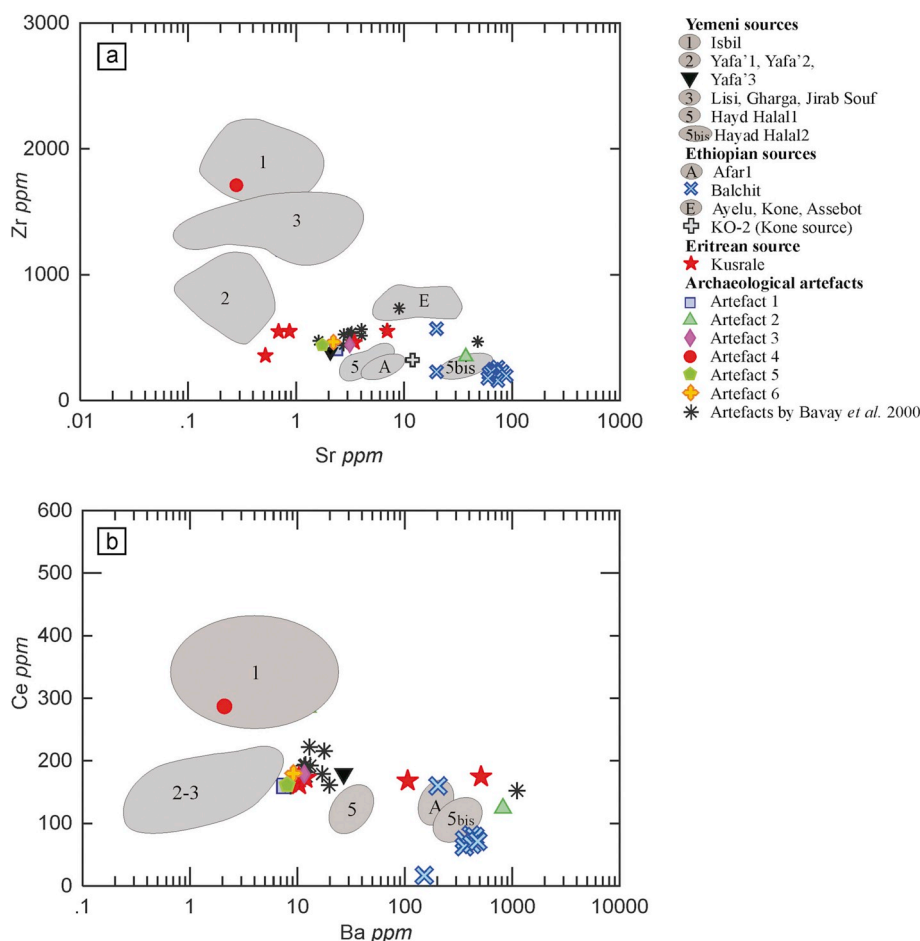 3000
a
2000
1000
0
Zr ppm
1
3
2
E
5
A
5bis
.01
.1
1
10
100
1000
Sr ppm
Yemeni sources
1 Isbil
2 Yafa'1, Yafa'2,
Yafa'3
3 Lisi, Gharga, Jirab Souf
5 Hayd Halal1
5bis Hayad Halal2
Ethiopian sources
A Afar1
Balchit
E Ayelu, Kone, Assebot
KO-2 (Kone source)
Eritrean source
Kusrale
Archaeological artefacts
Artefact 1
Artefact 2
Artefact 3
Artefact 4
Artefact 5
Artefact 6
Artefacts by Bavay et al. 2000
600
b
500
400
300
200
100
0
Ce ppm
1
2-3
5
A
5bis
.1
1
10
100
1000
10000
Ba ppm